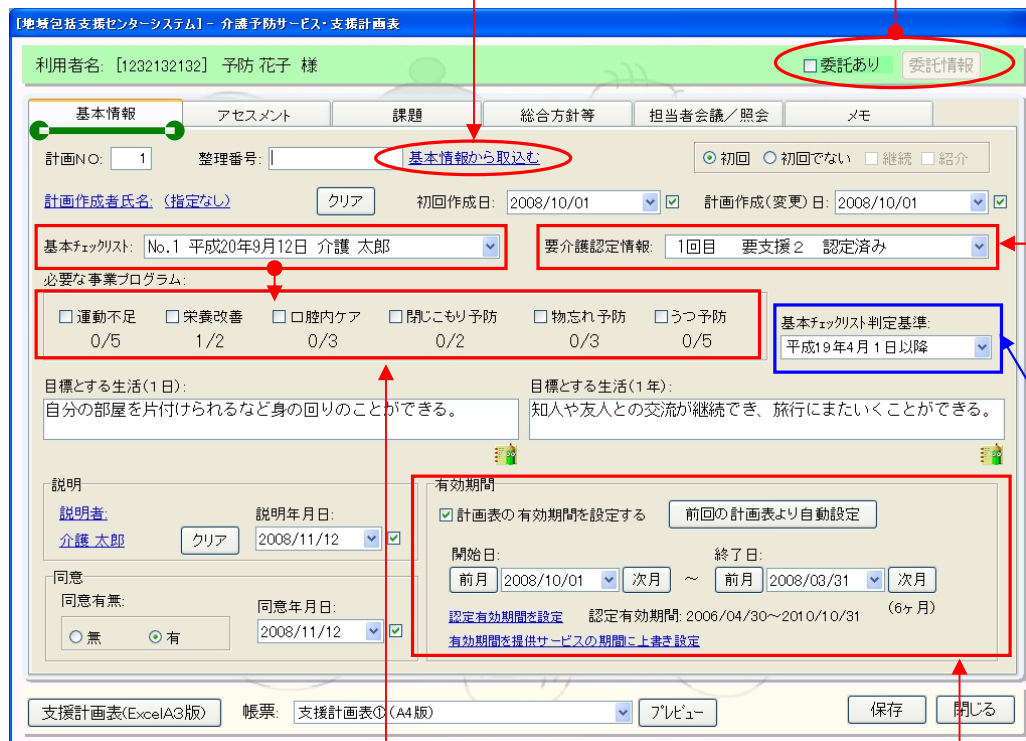 [地域包括支援センターシステム] - 介護予防サービス・支援計画表
利用者名: [1232132132] 予防 花子 様
委託あり 委託情報
基本情報 アセスメント 課題 総合方針等 担当者会議／照会 メモ
計画NO: 1 整理番号: 基本情報から取込む 初回 初回でない 継続 紹介
計画作成者氏名: (指定なし) クリア 初回作成日: 2008/10/01 計画作成(変更)日: 2008/10/01
基本ﾁｪｯｸﾘｽﾄ: No.1 平成20年9月12日 介護 太郎 要介護認定情報: 1回目 要支援2 認定済み
必要な事業プログラム:
運動不足 栄養改善 口腔内ケア 閉じこもり予防 物忘れ予防 うつ予防
0/5 1/2 0/3 0/2 0/3 0/5
基本ﾁｪｯｸﾘｽﾄ判定基準:
平成19年4月1日以降
目標とする生活(1日):
自分の部屋を片付けられるなど身の回りのことができる。
目標とする生活(1年):
知人や友人との交流が継続でき、旅行にまたいくことができる。
説明
説明者: 説明年月日:
介護 太郎 クリア 2008/11/12
同意
同意有無: 同意年月日:
無 有 2008/11/12
有効期間
計画表の有効期間を設定する 前回の計画表より自動設定
開始日: 終了日:
前月 2008/10/01 次月 ～ 前月 2008/03/31 次月
認定有効期間を設定 認定有効期間: 2006/04/30～2010/10/31 (6ヶ月)
有効期間を提供サービスの期間に上書き設定
支援計画表(ExcelA3版) 帳票: 支援計画表①(A4版) ﾌﾟﾚﾋﾞｭｰ 保存 閉じる